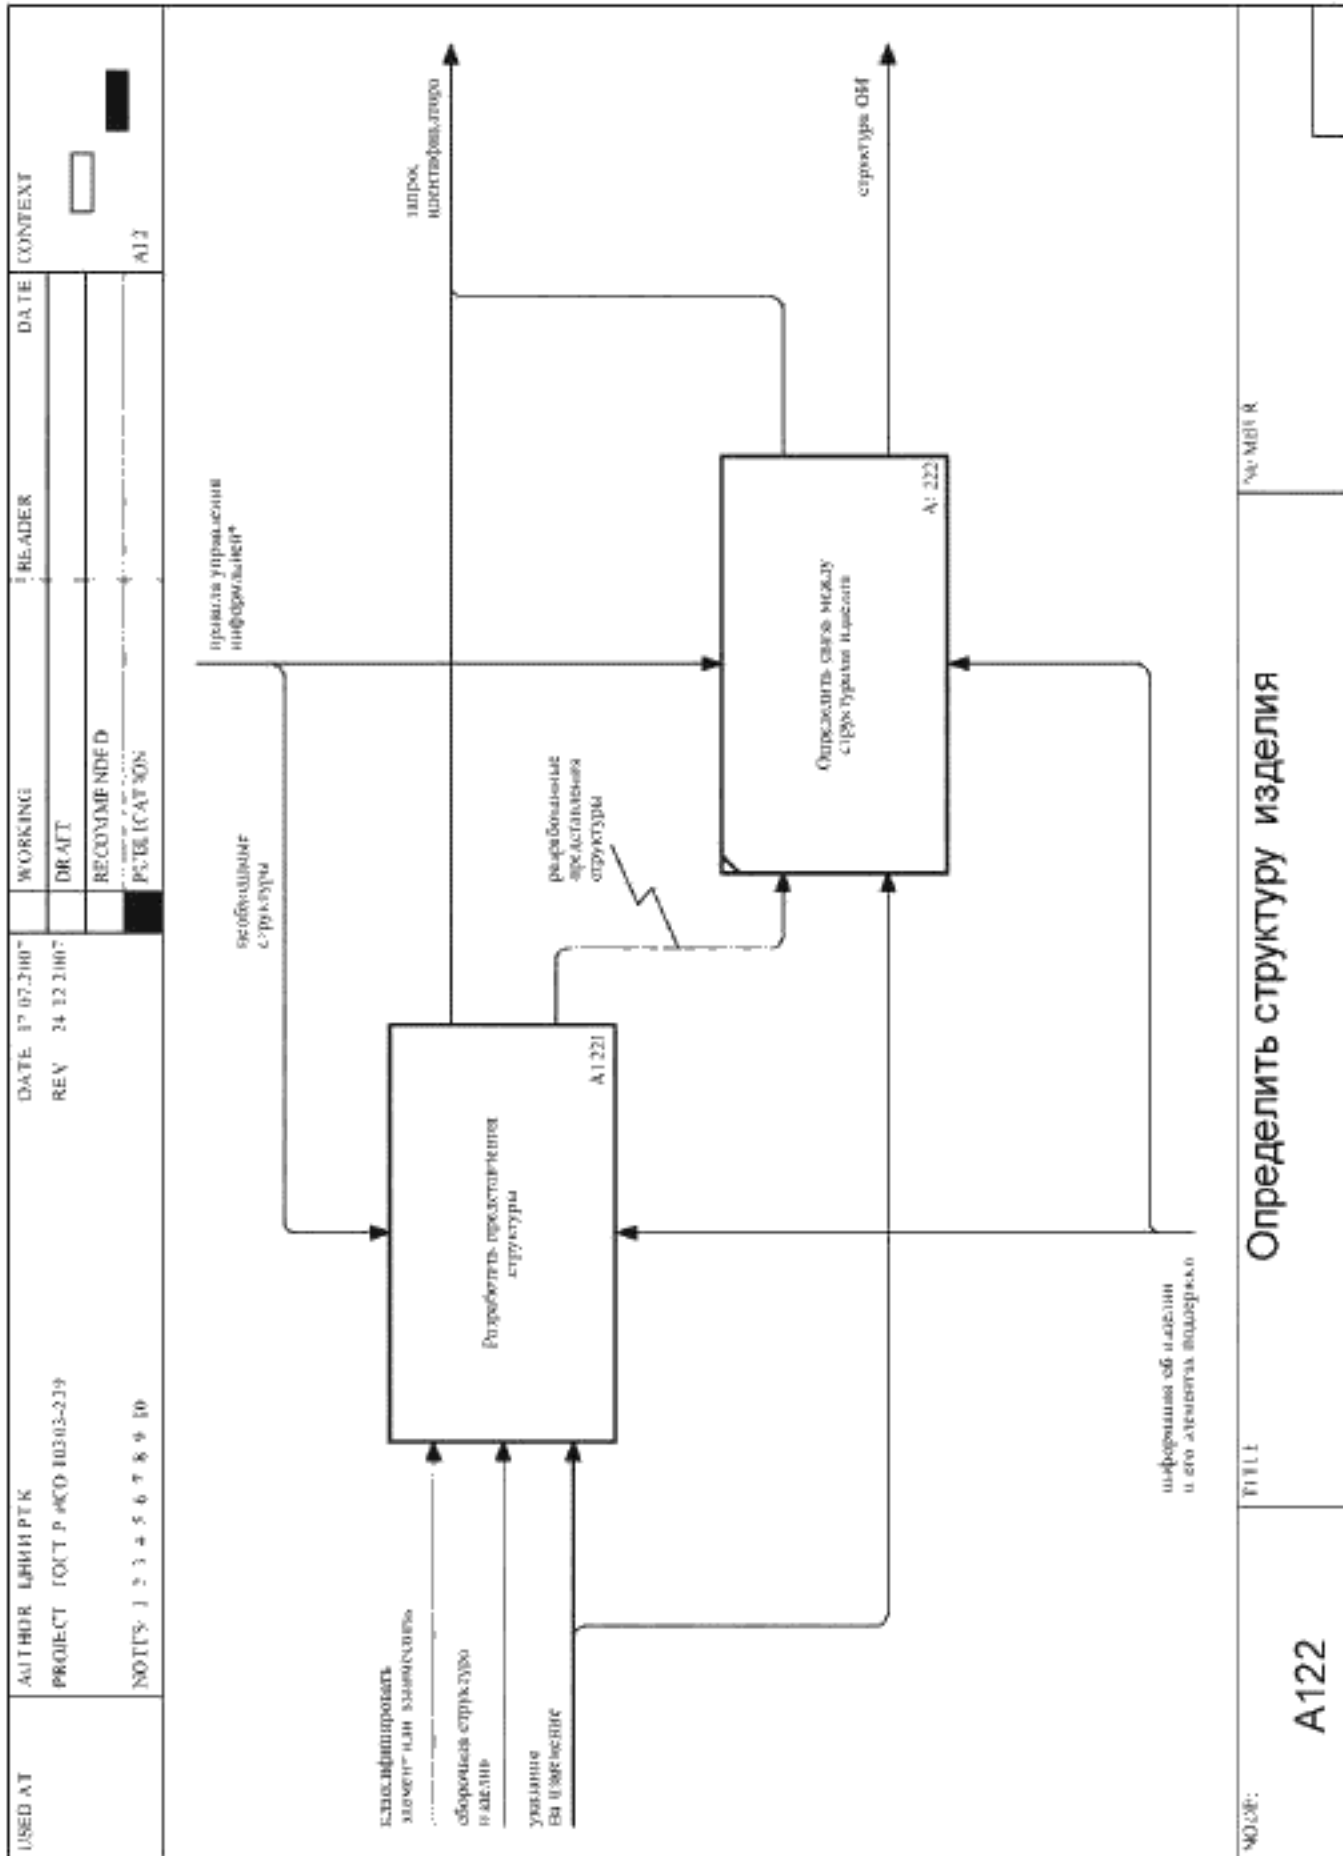 USED AT
AUTHOR ЦНИИ РТК
DATE 17.07.2007
WORKING
READER
DATE
CONTEXT
PROJECT ГОСТ Р ИСО 10303-239
REV 24.12.2007
DRAFT
RECOMMENDED
NOTES 1 2 3 4 5 6 7 8 9 10
PUBLICATION
A12
правила управления
информацией*
необходимые
структуры
запрос
идентификатора
классифицировать
элемент или
сборочная структура
изделия
указание
на изменение
Разработать представления
структуры
A1221
разработанные
представления
структуры
Определить связь между
структурами изделия
222
структура ОИ
информация об изделии
и его элементах поддержки
NODE:
A122
TITLE
Определить структуру изделия
NUMBER